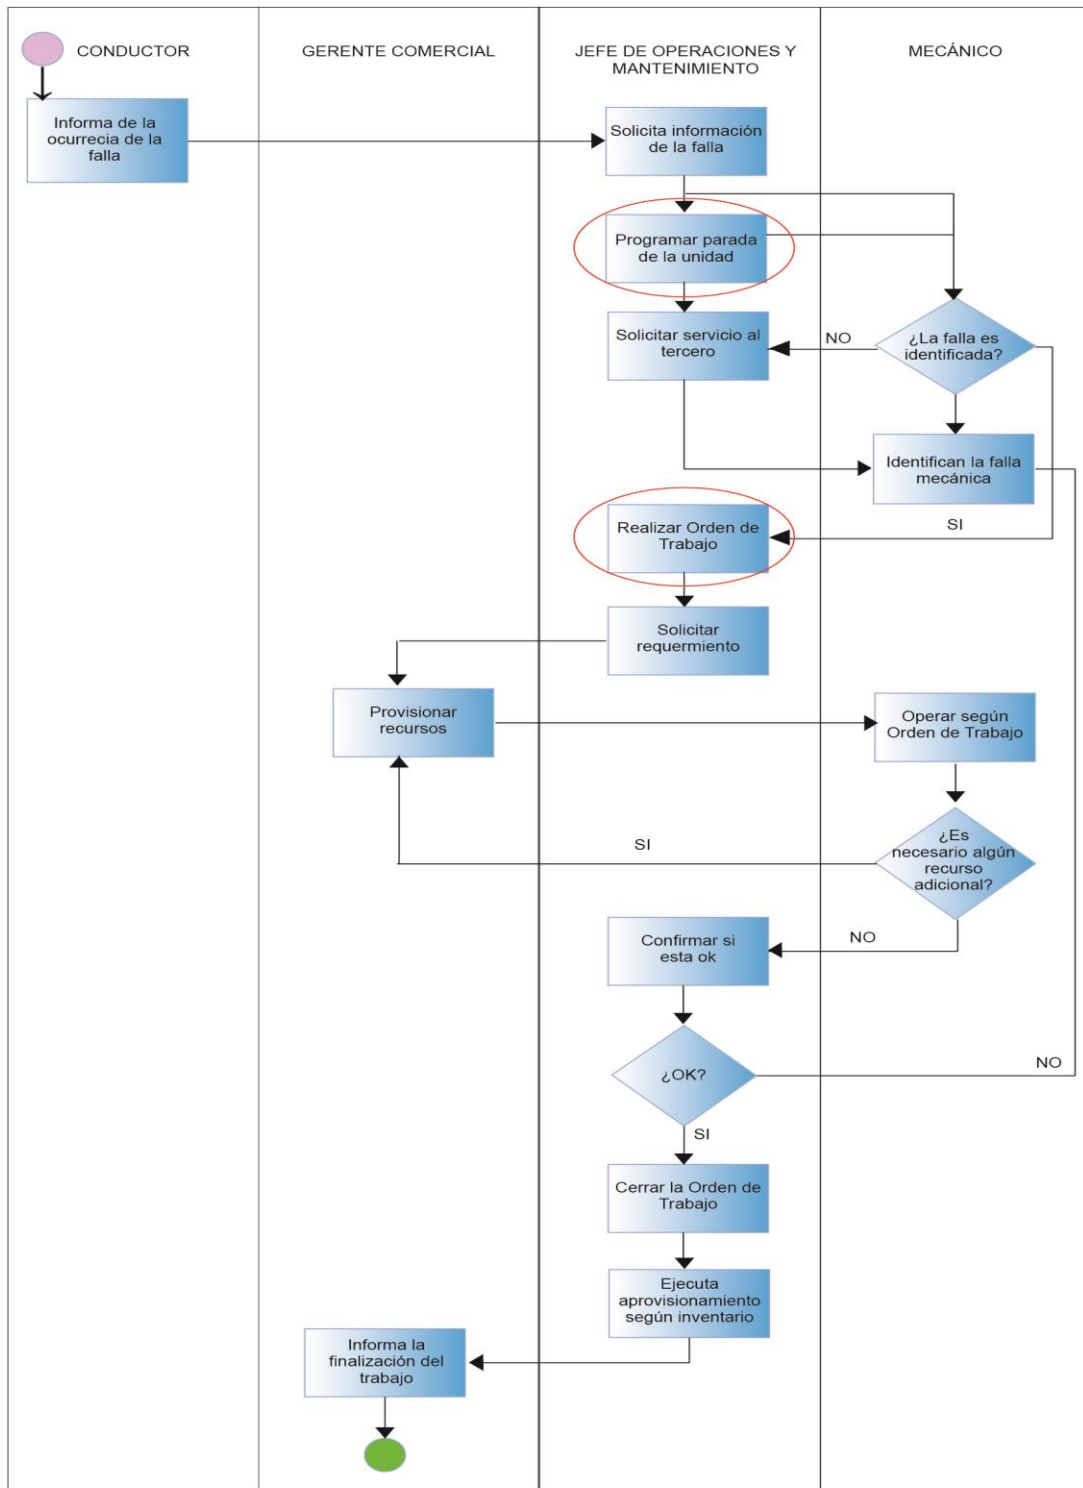 CONDUCTOR
GERENTE COMERCIAL
JEFE DE OPERACIONES Y
MANTENIMIENTO
MECÁNICO
Informa de la
ocurrecia de la
falla
Solicita información
de la falla
Programar parada
de la unidad
Solicitar servicio al
tercero
NO
¿La falla es
identificada?
Identifican la falla
mecánica
SI
Realizar Orden de
Trabajo
Solicitar
requermiento
Provisionar
recursos
Operar según
Orden de Trabajo
SI
¿Es
necesario algún
recurso
adicional?
Confirmar si
esta ok
NO
¿OK?
NO
SI
Cerrar la Orden de
Trabajo
Ejecuta
aprovisionamiento
según inventario
Informa la
finalización del
trabajo